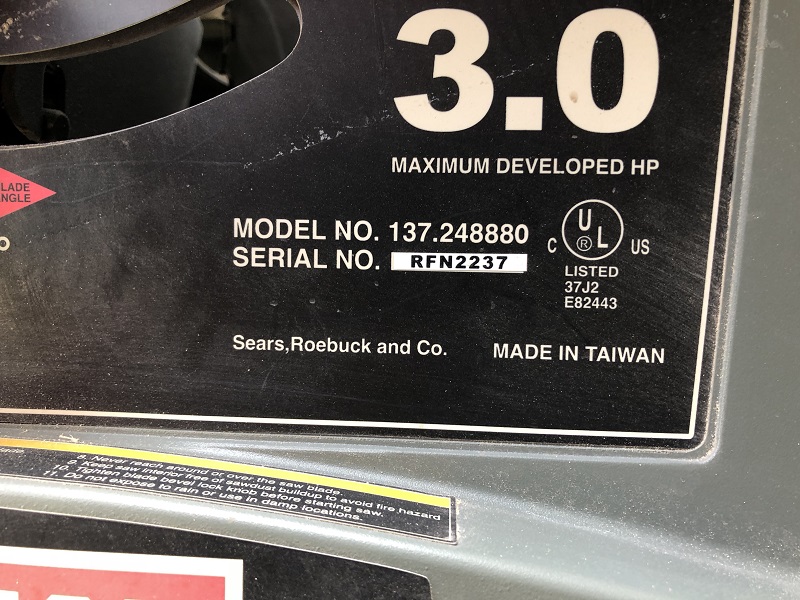 3.0
MAXIMUM DEVELOPED HP
LADE
NGLE
MODEL NO. 137.248880
SERIAL NO. RFN2237
C UL ® US
LISTED
37J2
E82443
Sears,Roebuck and Co.
MADE IN TAIWAN
8. Never reach around or over the saw blade.
9. Keep saw interior free of sawdust buildup to avoid fire hazard
10. Tighten blade bevel lock knob before starting saw.
11. Do not expose to rain or use in damp locations.